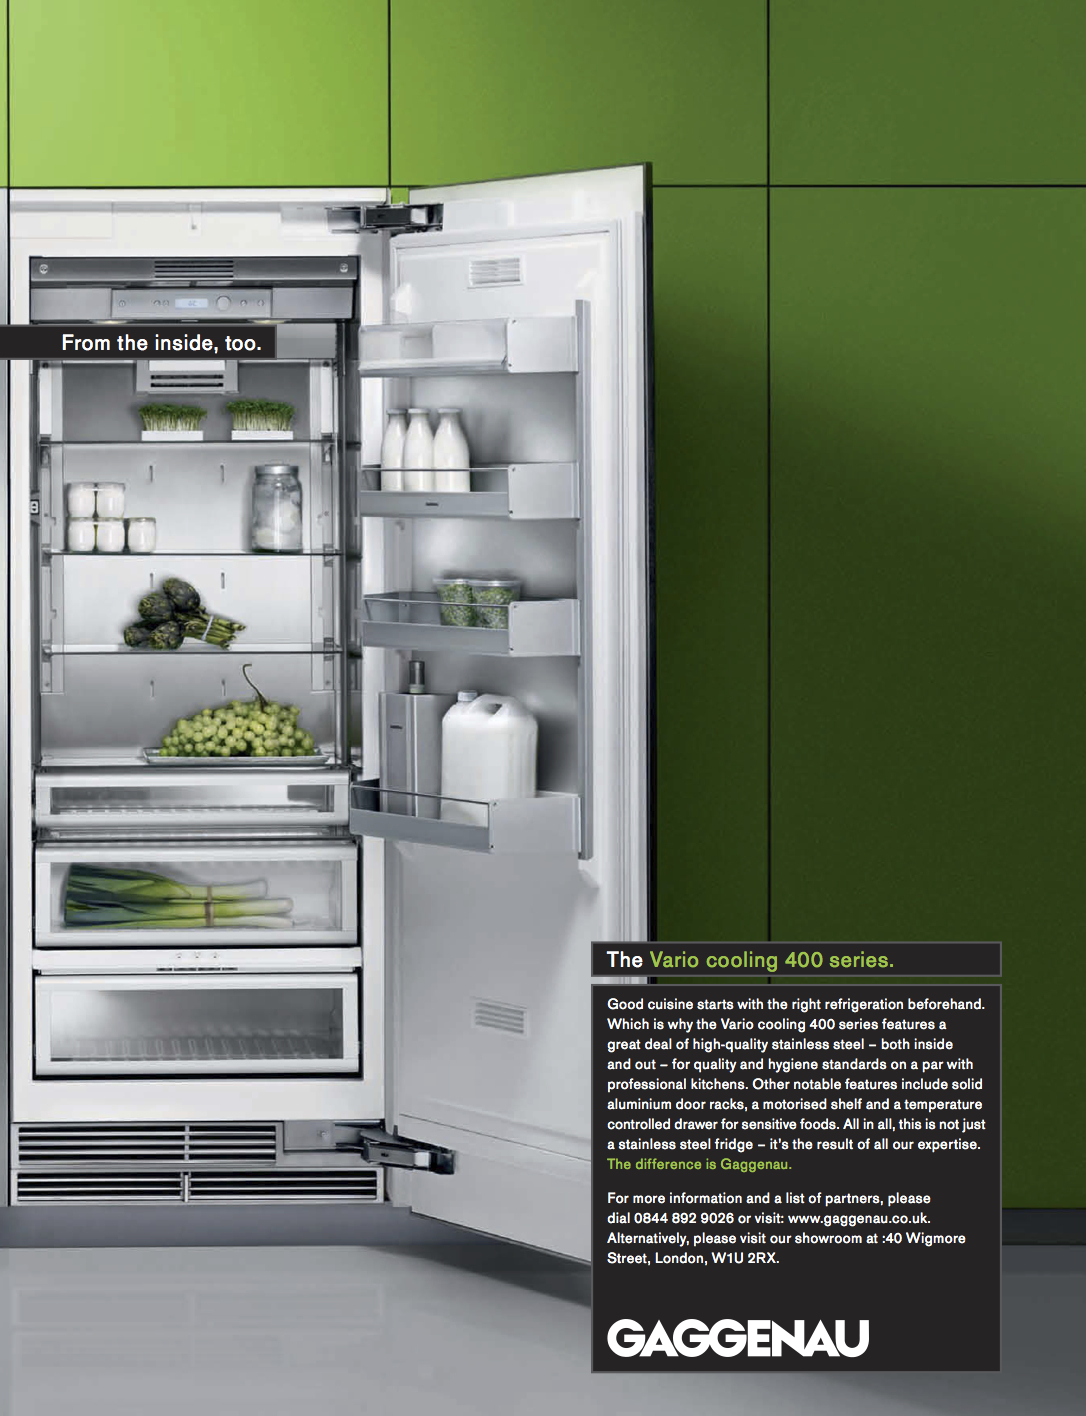 From the inside, too.
The Vario cooling 400 series.
Good cuisine starts with the right refrigeration beforehand.
Which is why the Vario cooling 400 series features a
great deal of high-quality stainless steel – both inside
and out – for quality and hygiene standards on a par with
professional kitchens. Other notable features include solid
aluminium door racks, a motorised shelf and a temperature
controlled drawer for sensitive foods. All in all, this is not just
a stainless steel fridge – it's the result of all our expertise.
The difference is Gaggenau.
For more information and a list of partners, please
dial 0844 892 9026 or visit: www.gaggenau.co.uk.
Alternatively, please visit our showroom at :40 Wigmore
Street, London, W1U 2RX.
GAGGENAU